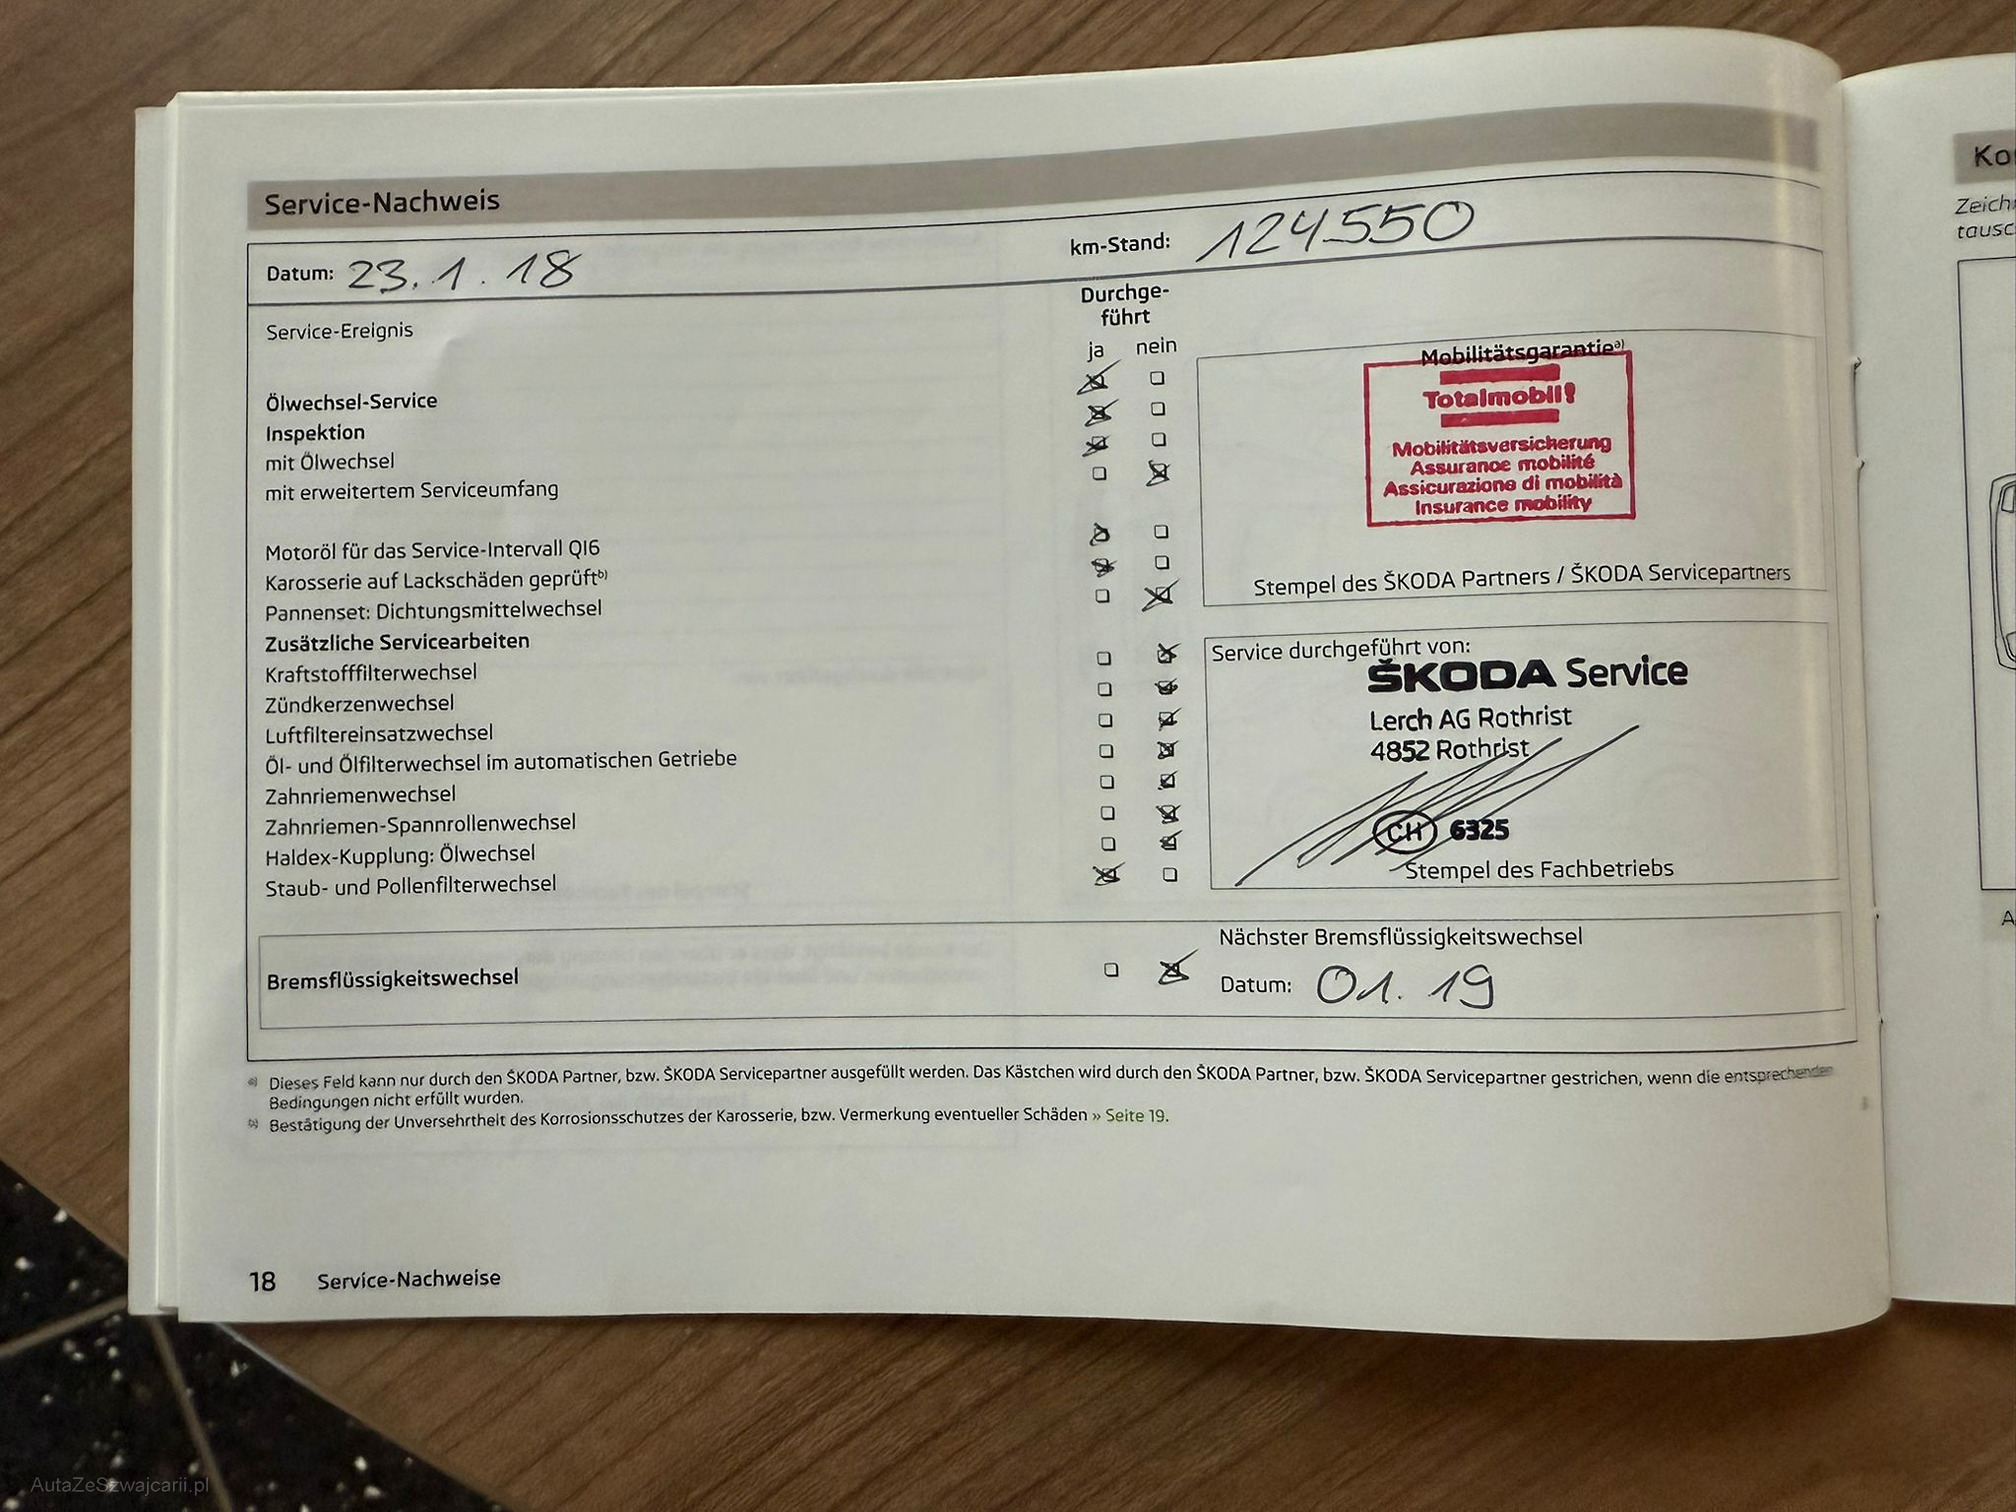 Service-Nachweis
Datum: 23.1.18
km-Stand: 124550
Service-Ereignis
Durchge-
führt
ja nein
Ölwechsel-Service
Inspektion
mit Ölwechsel
mit erweitertem Serviceumfang
Motoröl für das Service-Intervall QI6
Karosserie auf Lackschäden geprüft b)
Pannenset: Dichtungsmittelwechsel
Zusätzliche Servicearbeiten
Kraftstofffilterwechsel
Zündkerzenwechsel
Luftfiltereinsatzwechsel
Öl- und Ölfilterwechsel im automatischen Getriebe
Zahnriemenwechsel
Zahnriemen-Spannrollenwechsel
Haldex-Kupplung: Ölwechsel
Staub- und Pollenfilterwechsel
Mobilitätsgarantie a)
Totalmobil!
Mobilitätsversicherung
Assurance mobilité
Assicurazione di mobilità
Insurance mobility
Stempel des ŠKODA Partners / ŠKODA Servicepartners
Service durchgeführt von:
ŠKODA Service
Lerch AG Rothrist
4852 Rothrist
CH 6325
Stempel des Fachbetriebs
Bremsflüssigkeitswechsel
Nächster Bremsflüssigkeitswechsel
Datum: 01.19
a) Dieses Feld kann nur durch den ŠKODA Partner, bzw. ŠKODA Servicepartner ausgefüllt werden. Das Kästchen wird durch den ŠKODA Partner, bzw. ŠKODA Servicepartner gestrichen, wenn die entsprechenden
Bedingungen nicht erfüllt wurden.
b) Bestätigung der Unversehrtheit des Korrosionsschutzes der Karosserie, bzw. Vermerkung eventueller Schäden » Seite 19.
18 Service-Nachweise
AutaZeSzwajcarii.pl